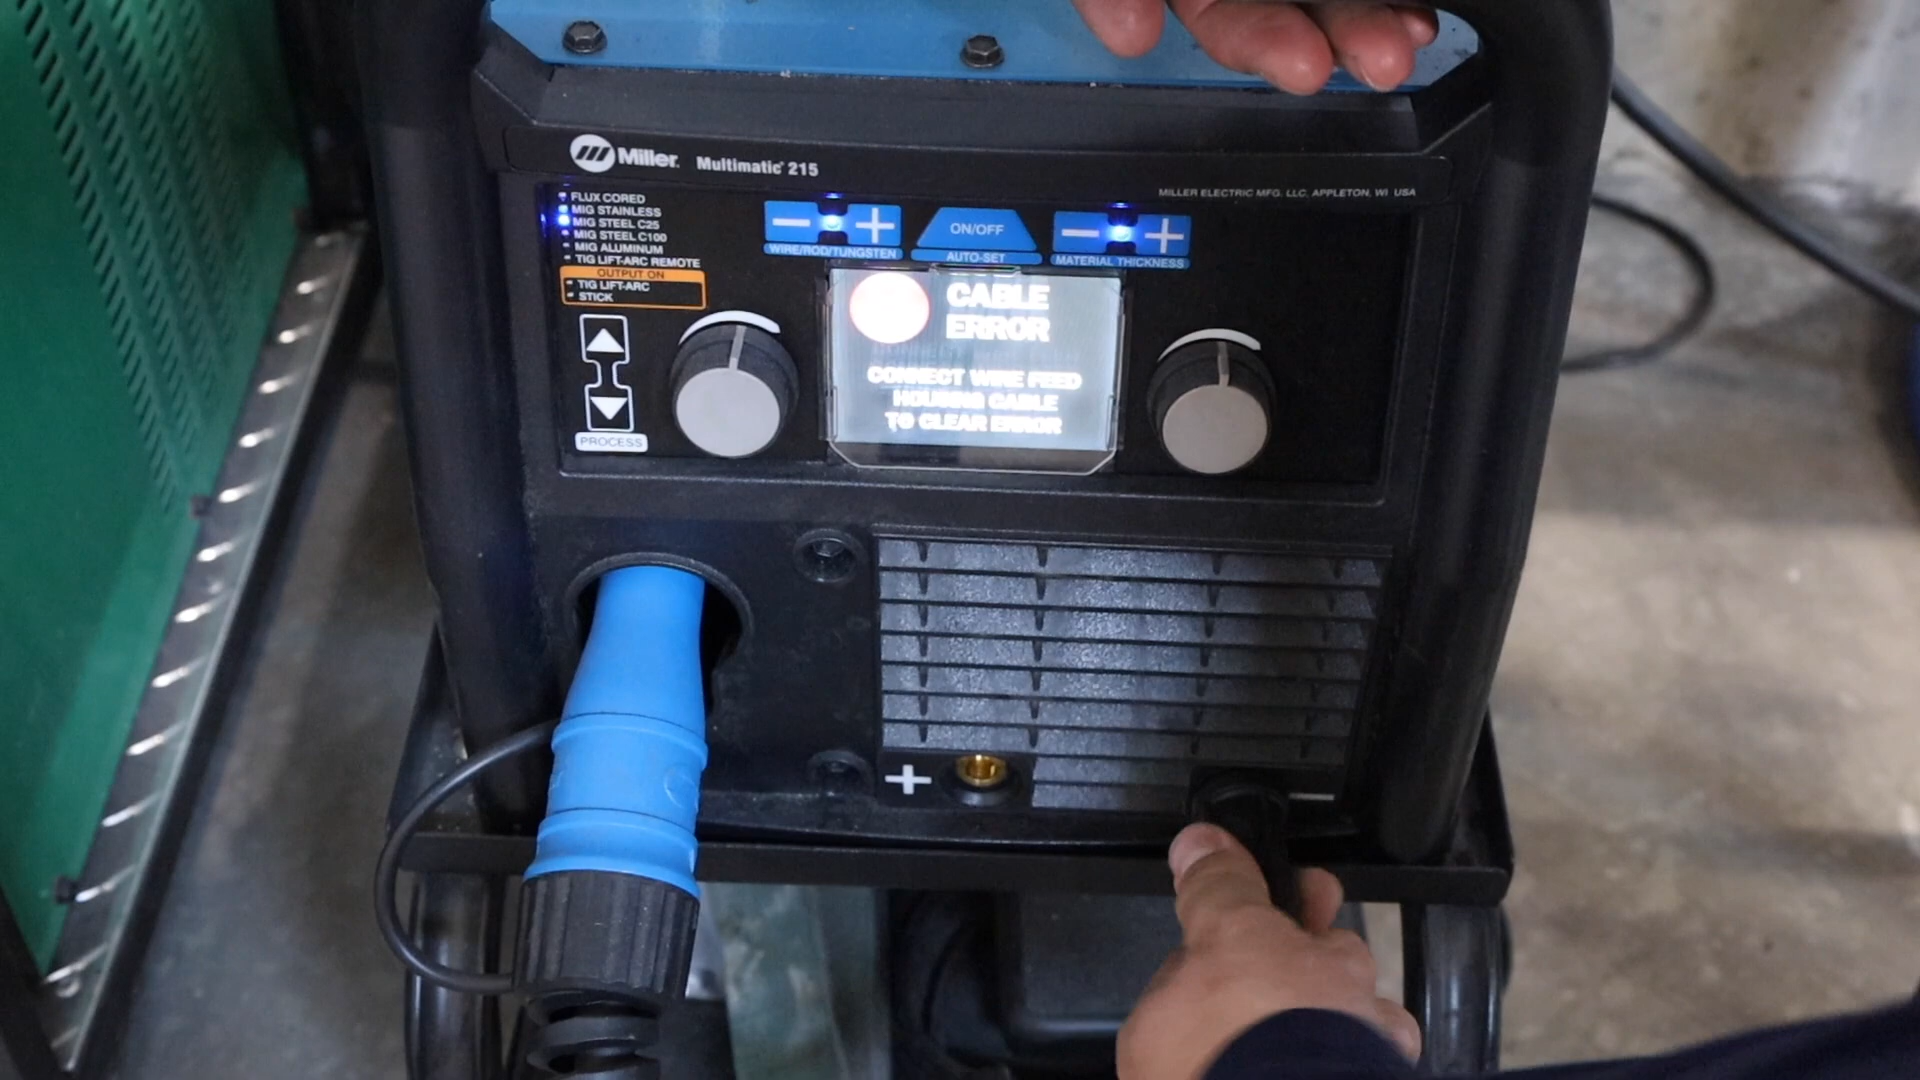 Miller. Multimatic® 215
MILLER ELECTRIC MFG. LLC, APPLETON, WI USA
FLUX CORED
MIG STAINLESS
MIG STEEL C25
MIG STEEL C100
MIG ALUMINUM
TIG LIFT-ARC REMOTE
OUTPUT ON
TIG LIFT-ARC
STICK
PROCESS
WIRE/ROD/TUNGSTEN
ON/OFF
AUTO-SET
MATERIAL THICKNESS
CABLE
ERROR
CONNECT WIRE FEED
HOUSING CABLE
TO CLEAR ERROR